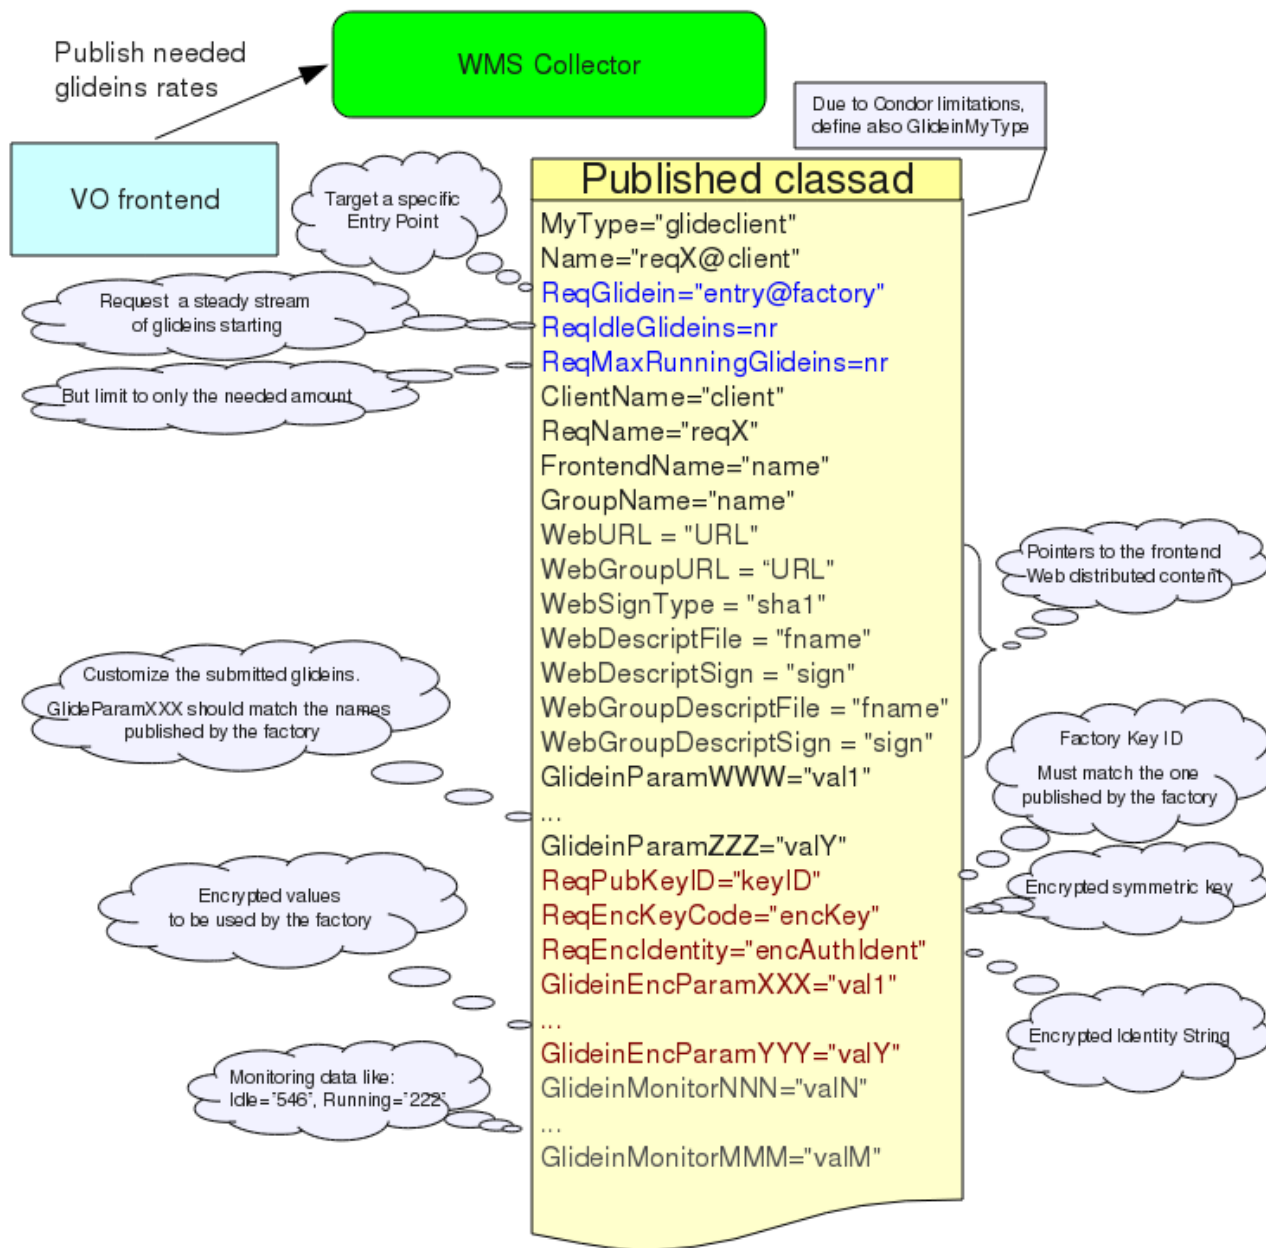 Publish needed
glideins rates
WMS Collector
Due to Condor limitations,
define also GlideinMyType
VO frontend
Target a specific
Entry Point
Request a steady stream
of glideins starting
But limit to only the needed amount
Published classad
MyType="glideclient"
Name="reqX@client"
ReqGlidein="entry@factory"
ReqIdleGlideins=nr
ReqMaxRunningGlideins=nr
ClientName="client"
ReqName="reqX"
FrontendName="name"
GroupName="name"
WebURL = "URL"
WebGroupURL = “URL"
WebSignType = "sha1"
WebDescriptFile = "fname"
WebDescriptSign = "sign"
WebGroupDescriptFile = "fname"
WebGroupDescriptSign = "sign"
GlideinParamWWW="val1"
...
GlideinParamZZZ="valY"
ReqPubKeyID="keyID"
ReqEncKeyCode="encKey"
ReqEncIdentity="encAuthIdent"
GlideinEncParamXXX="val1"
...
GlideinEncParamYYY="valY"
GlideinMonitorNNN="valN"
...
GlideinMonitorMMM="valM"
Pointers to the frontend
Web distributed content
Customize the submitted glideins.
GlideParamXXX should match the names
published by the factory
Factory Key ID
Must match the one
published by the factory
Encrypted symmetric key
Encrypted values
to be used by the factory
Encrypted Identity String
Monitoring data like:
Idle="546", Running="222"